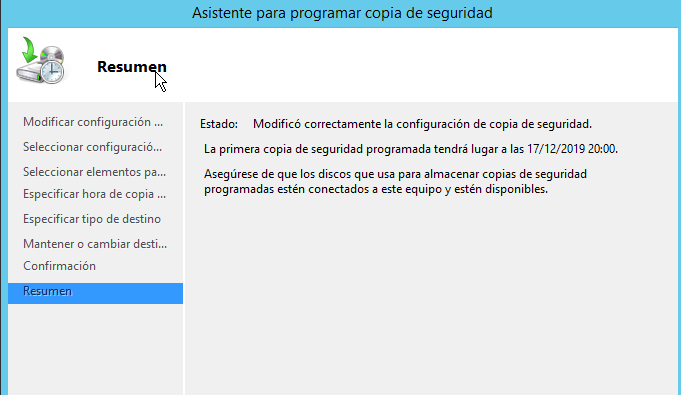 Asistente para programar copia de seguridad
Resumen
Modificar configuración ...
Seleccionar configuració...
Seleccionar elementos pa...
Especificar hora de copia ...
Especificar tipo de destino
Mantener o cambiar desti...
Confirmación
Resumen
Estado: Modificó correctamente la configuración de copia de seguridad.
La primera copia de seguridad programada tendrá lugar a las 17/12/2019 20:00.
Asegúrese de que los discos que usa para almacenar copias de seguridad
programadas estén conectados a este equipo y estén disponibles.